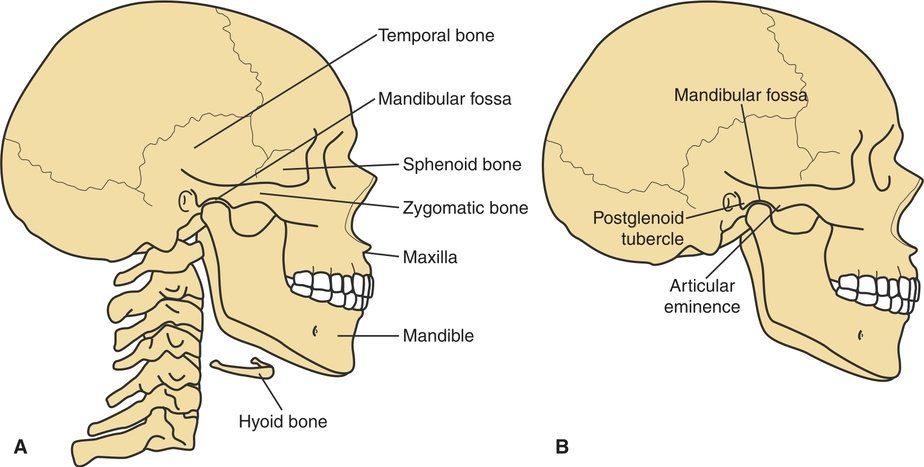 Temporal bone
Mandibular fossa
Sphenoid bone
Zygomatic bone
Maxilla
Mandible
Hyoid bone
A
Mandibular fossa
Postglenoid
tubercle
Articular
eminence
B